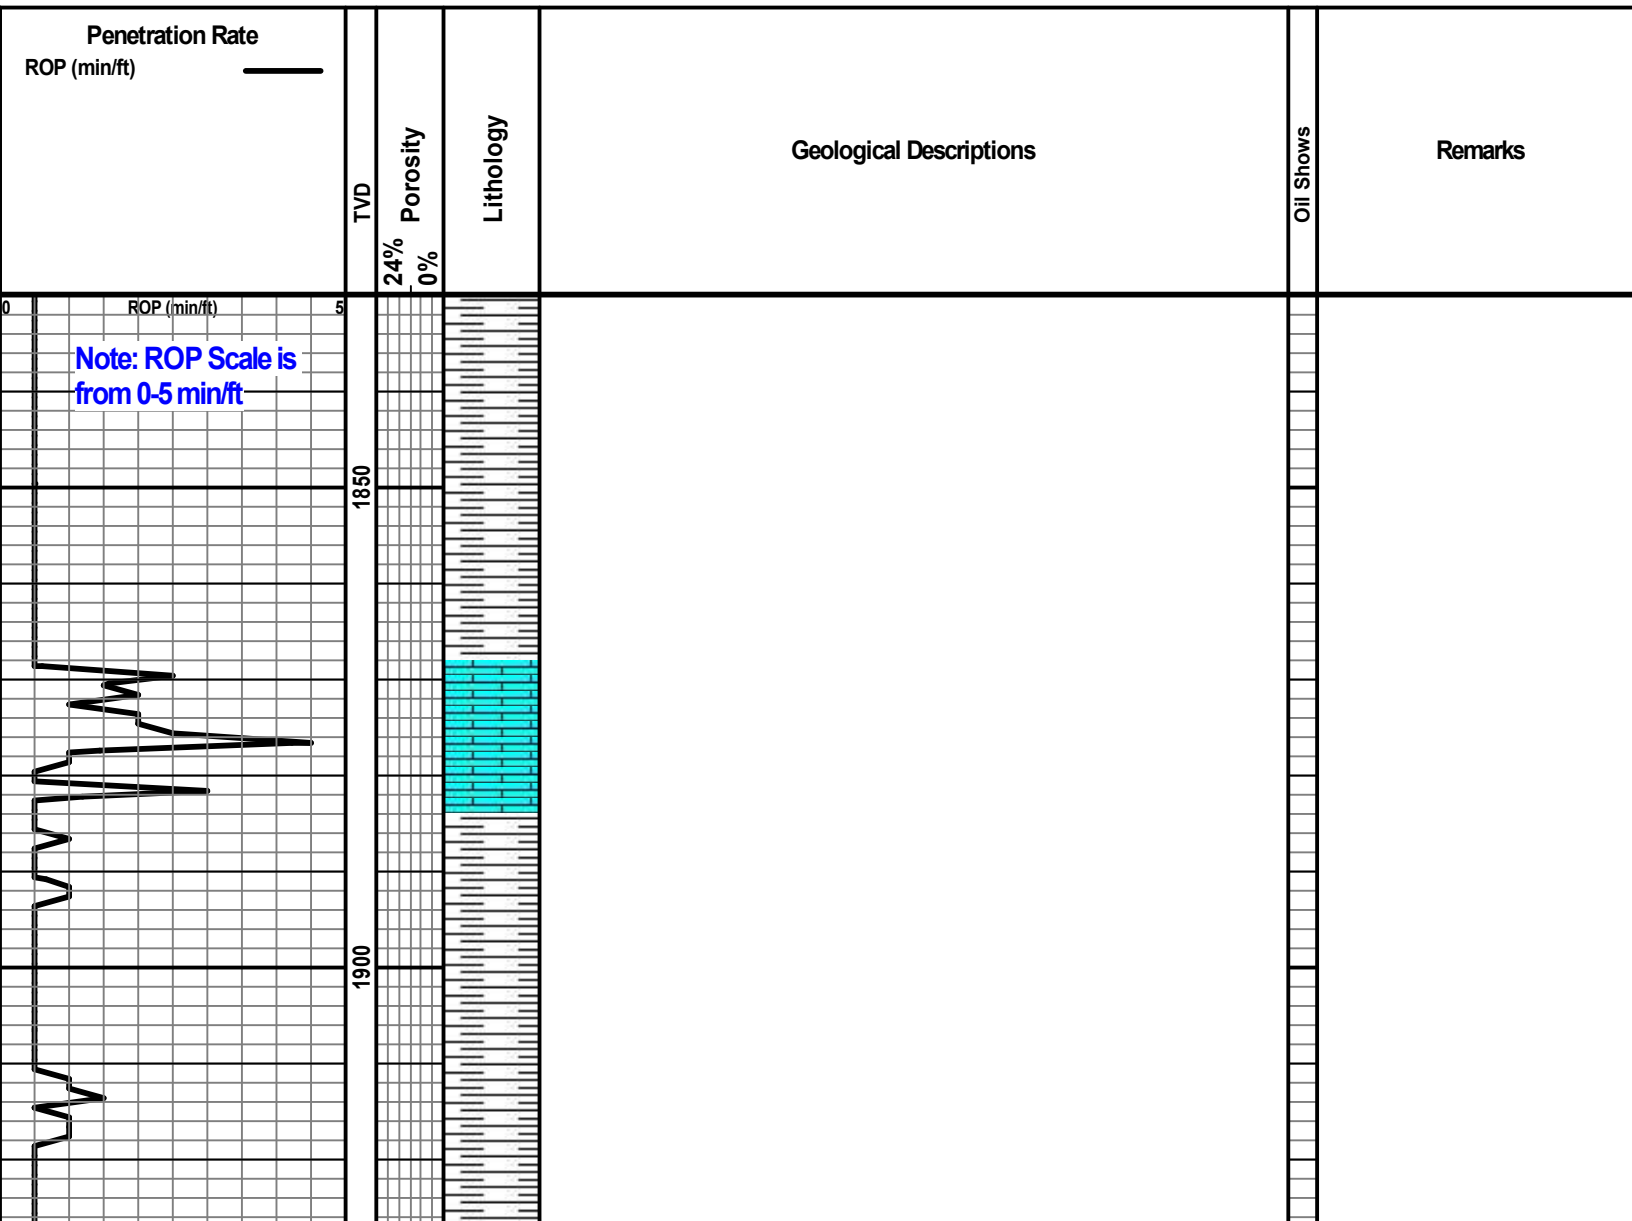 Penetration Rate
ROP (min/ft)
TVD
Porosity
24%
0%
Lithology
Geological Descriptions
Oil Shows
Remarks
0 ROP (min/ft) 5
Note: ROP Scale is
from 0-5 min/ft
1850
1900